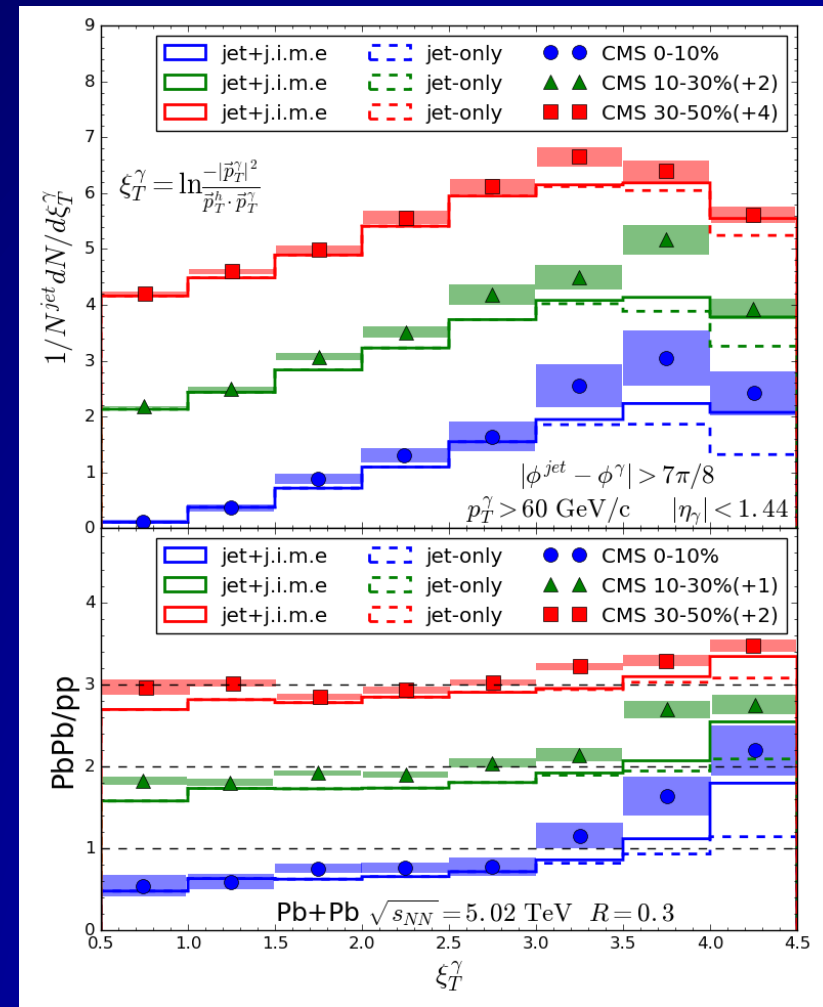 9
jet+j.i.m.e jet-only CMS 0-10%
8
jet+j.i.m.e jet-only CMS 10-30%(+2)
jet+j.i.m.e jet-only CMS 30-50%(+4)
7
6
ξ_T^γ = ln −|p⃗_T^γ|² / p⃗_T^h · p⃗_T^γ
5
1/N^{jet} dN/dξ_T^γ
4
3
2
1
|φ^{jet} − φ^γ| > 7π/8
p_T^γ > 60 GeV/c |η_γ| < 1.44
0
jet+j.i.m.e jet-only CMS 0-10%
jet+j.i.m.e jet-only CMS 10-30%(+1)
4
jet+j.i.m.e jet-only CMS 30-50%(+2)
3
PbPb/pp
2
1
Pb+Pb √s_{NN} = 5.02 TeV R = 0.3
0
0.5 1.0 1.5 2.0 2.5 3.0 3.5 4.0 4.5
ξ_T^γ